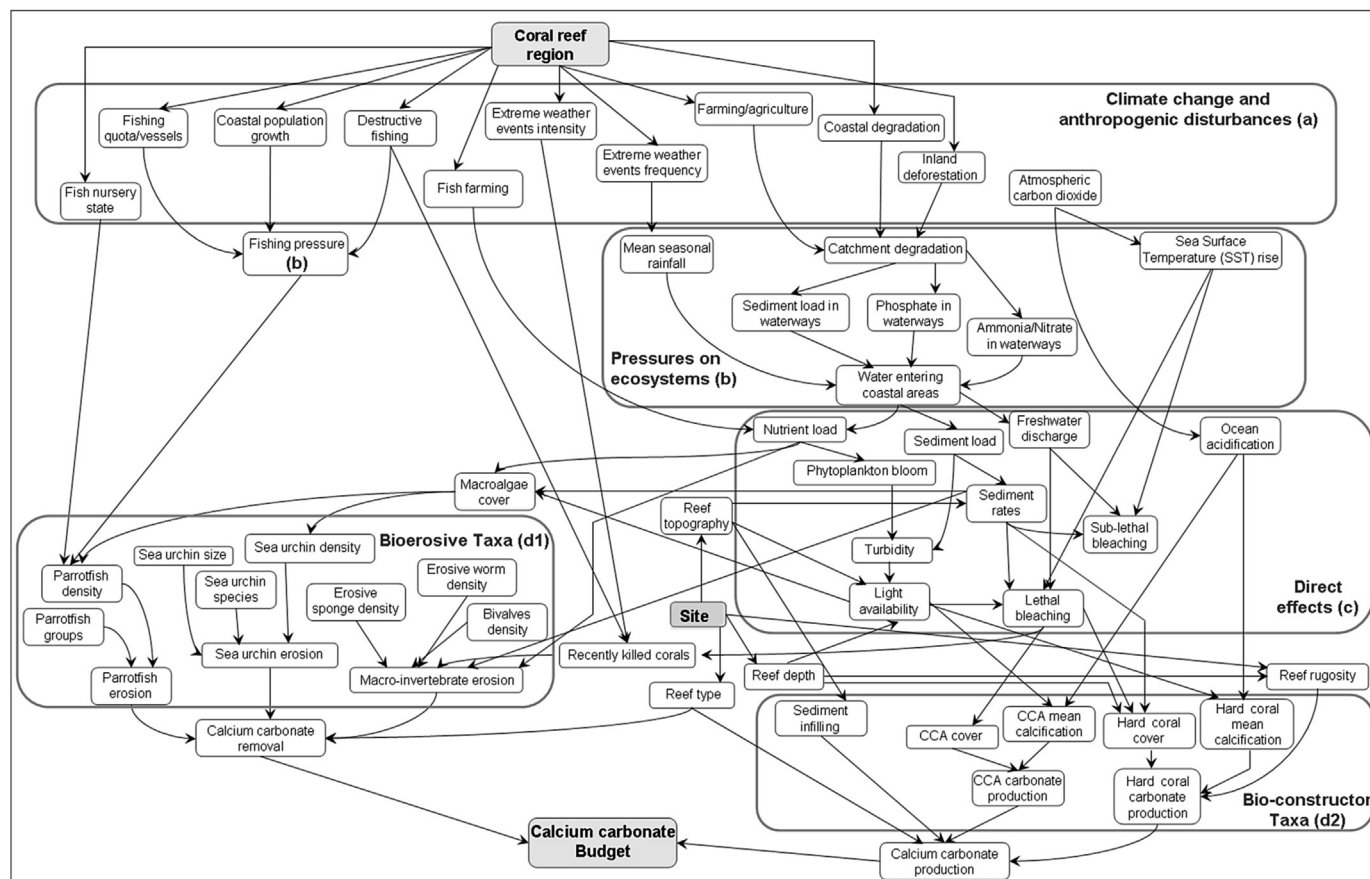 Coral reef
region
Climate change and
anthropogenic disturbances (a)
Fishing
quota/vessels
Coastal population
growth
Destructive
fishing
Extreme weather
events intensity
Farming/agriculture
Coastal degradation
Extreme weather
events frequency
Inland
deforestation
Fish nursery
state
Fish farming
Atmospheric
carbon dioxide
Fishing pressure
(b)
Mean seasonal
rainfall
Catchment degradation
Sea Surface
Temperature (SST) rise
Sediment load in
waterways
Phosphate in
waterways
Ammonia/Nitrate
in waterways
Pressures on
ecosystems (b)
Water entering
coastal areas
Nutrient load
Sediment load
Freshwater
discharge
Ocean
acidification
Phytoplankton bloom
Macroalgae
cover
Reef
topography
Sediment
rates
Sub-lethal
bleaching
Bioerosive Taxa (d1)
Sea urchin size
Sea urchin density
Turbidity
Parrotfish
density
Sea urchin
species
Erosive worm
density
Erosive
sponge density
Bivalves
density
Light
availability
Lethal
bleaching
Direct
effects (c)
Site
Parrotfish
groups
Sea urchin erosion
Recently killed corals
Parrotfish
erosion
Macro-invertebrate erosion
Reef depth
Reef rugosity
Reef type
Sediment
infilling
CCA cover
CCA mean
calcification
Hard coral
cover
Hard coral
mean
calcification
Calcium carbonate
removal
CCA carbonate
production
Hard coral
carbonate
production
Bio-constructor
Taxa (d2)
Calcium carbonate
Budget
Calcium carbonate
production